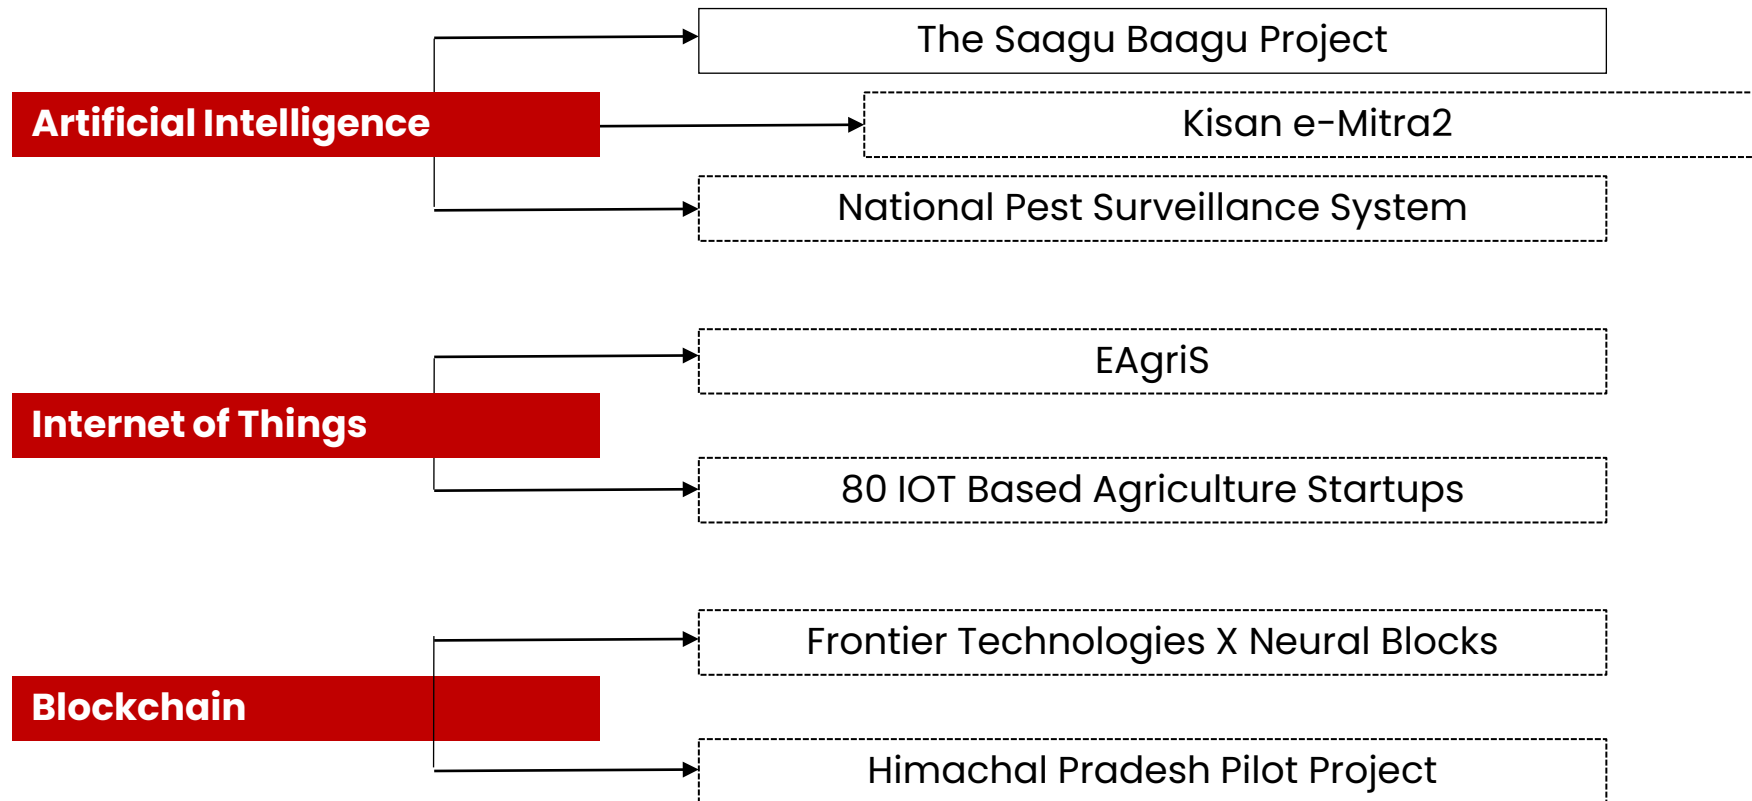 The Saagu Baagu Project
Artificial Intelligence
Kisan e-Mitra2
National Pest Surveillance System
EAgriS
Internet of Things
80 IOT Based Agriculture Startups
Frontier Technologies X Neural Blocks
Blockchain
Himachal Pradesh Pilot Project